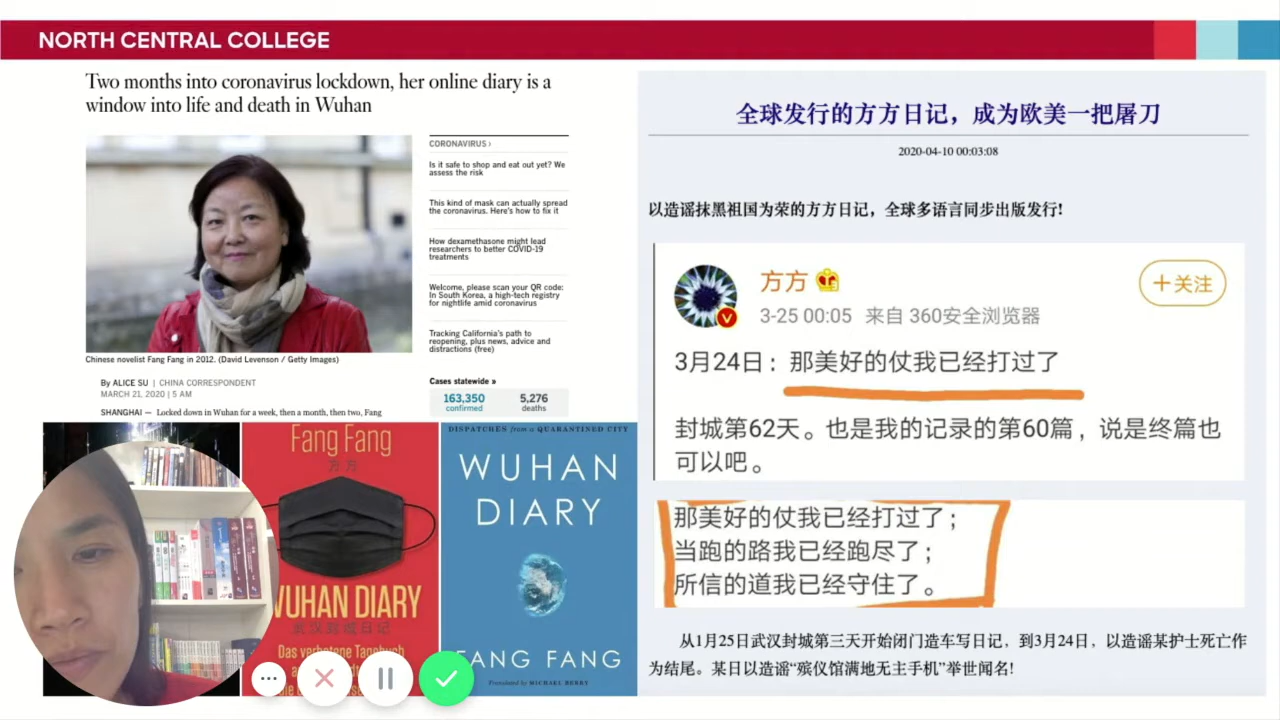 NORTH CENTRAL COLLEGE
Two months into coronavirus lockdown, her online diary is a
window into life and death in Wuhan
Chinese novelist Fang Fang in 2012. (David Levenson / Getty Images)
By ALICE SU | CHINA CORRESPONDENT
MARCH 21, 2020 | 5 AM
SHANGHAI — Locked down in Wuhan for a week, then a month, then two, Fang
CORONAVIRUS ›
Is it safe to shop and eat out yet? We
assess the risk
This kind of mask can actually spread
the coronavirus. Here's how to fix it
How dexamethasone might lead
researchers to better COVID-19
treatments
Welcome, please scan your QR code:
In South Korea, a high-tech registry
for nightlife amid coronavirus
Tracking California's path to
reopening, plus news, advice and
distractions (free)
Cases statewide »
163,350
confirmed
5,276
deaths
Fang Fang
方方
WUHAN DIARY
武汉封城日记
Das verbotene Tagebuch
DISPATCHES from a QUARANTINED CITY
WUHAN
DIARY
FANG FANG
Translated by MICHAEL BERRY
全球发行的方方日记，成为欧美一把屠刀
2020-04-10 00:03:08
以造谣抹黑祖国为荣的方方日记，全球多语言同步出版发行!
方方
3-25 00:05 来自 360安全浏览器
＋关注
3月24日：那美好的仗我已经打过了
封城第62天。也是我的记录的第60篇，说是终篇也
可以吧。
那美好的仗我已经打过了；
当跑的路我已经跑尽了；
所信的道我已经守住了。
从1月25日武汉封城第三天开始闭门造车写日记，到3月24日，以造谣某护士死亡作
为结尾。某日以造谣“殡仪馆满地无主手机”举世闻名!